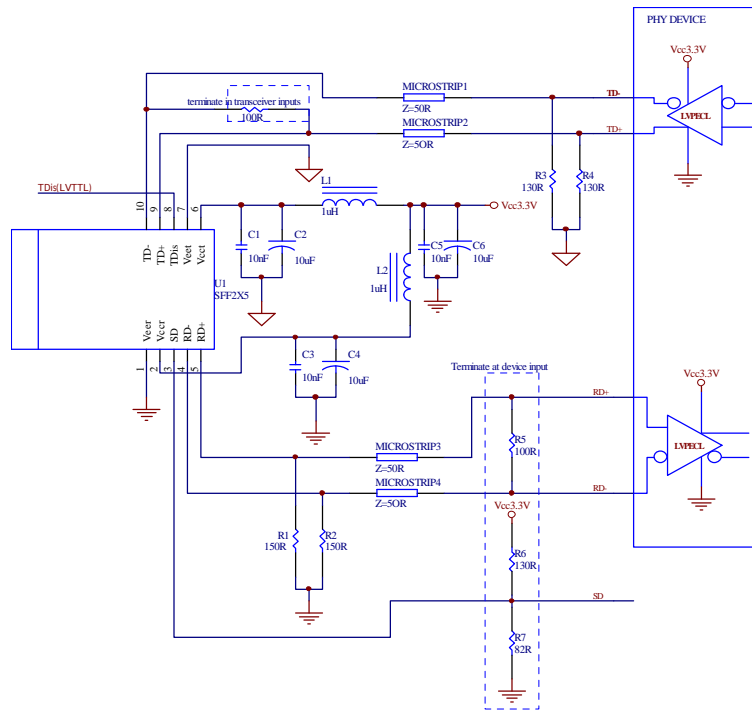 PHY DEVICE
Vcc3.3V
MICROSTRIP1
TD-
terminate in transceiver inputs
100R
Z=50R
LVPECL
MICROSTRIP2
TD+
Z=5OR
R3
130R
R4
130R
L1
TDis(LVTTL)
10
9
8
7
6
1uH
Vcc3.3V
C1
10nF
C2
10uF
C5
10nF
C6
10uF
TD-
TD+
TDis
Veet
Vcct
L2
1uH
U1
SFF2X5
Veer
Vccr
SD
RD-
RD+
1
2
3
4
5
C3
10nF
C4
10uF
Terminate at device input
Vcc3.3V
RD+
MICROSTRIP3
Z=50R
R5
100R
LVPECL
MICROSTRIP4
Z=5OR
RD-
Vcc3.3V
R1
150R
R2
150R
R6
130R
SD
R7
82R